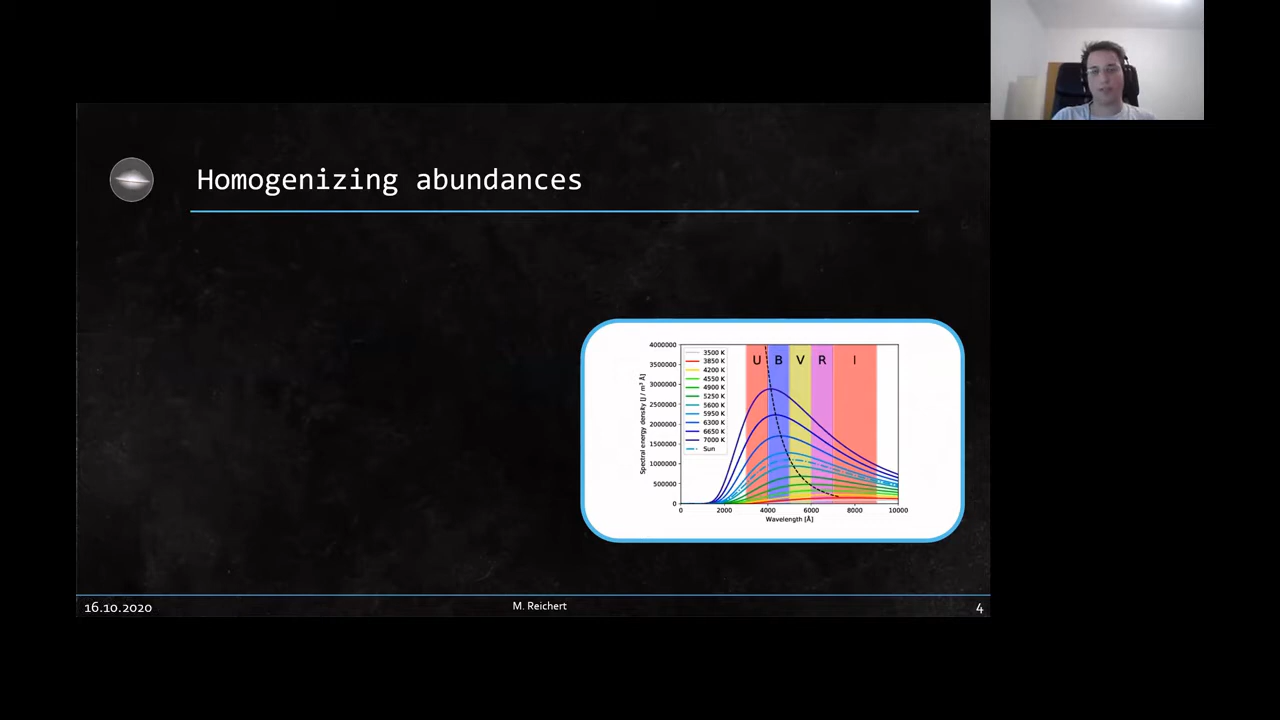 Homogenizing abundances
4000000
3500000
3000000
2500000
2000000
1500000
1000000
500000
0
Spectral energy density [J / m³ Å]
3500 K
3850 K
4200 K
4550 K
4900 K
5250 K
5600 K
5950 K
6300 K
6650 K
7000 K
Sun
U B V R I
0 2000 4000 6000 8000 10000
Wavelength [Å]
16.10.2020 M. Reichert 4